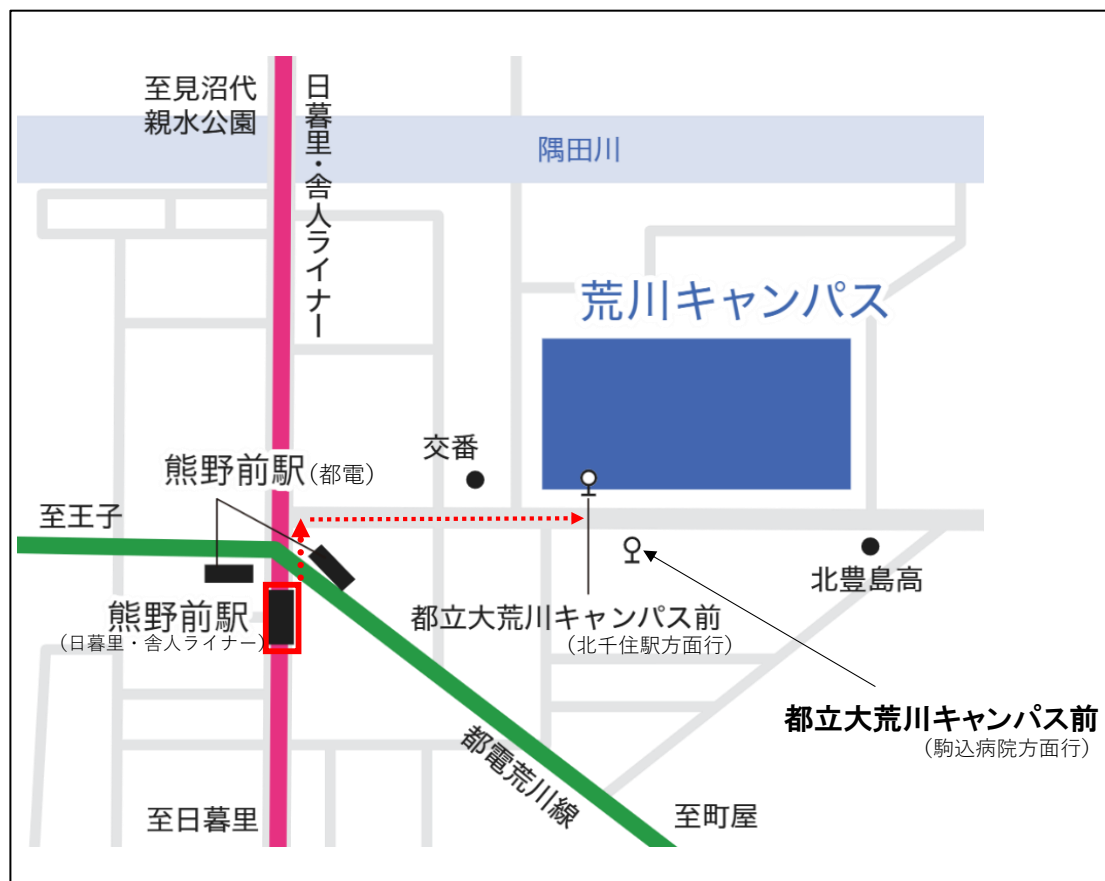 至見沼代
親水公園
日暮里・舎人ライナー
隅田川
荒川キャンパス
交番
熊野前駅(都電)
至王子
北豊島高
熊野前駅
(日暮里・舎人ライナー)
都立大荒川キャンパス前
(北千住駅方面行)
都立大荒川キャンパス前
(駒込病院方面行)
都電荒川線
至日暮里
至町屋